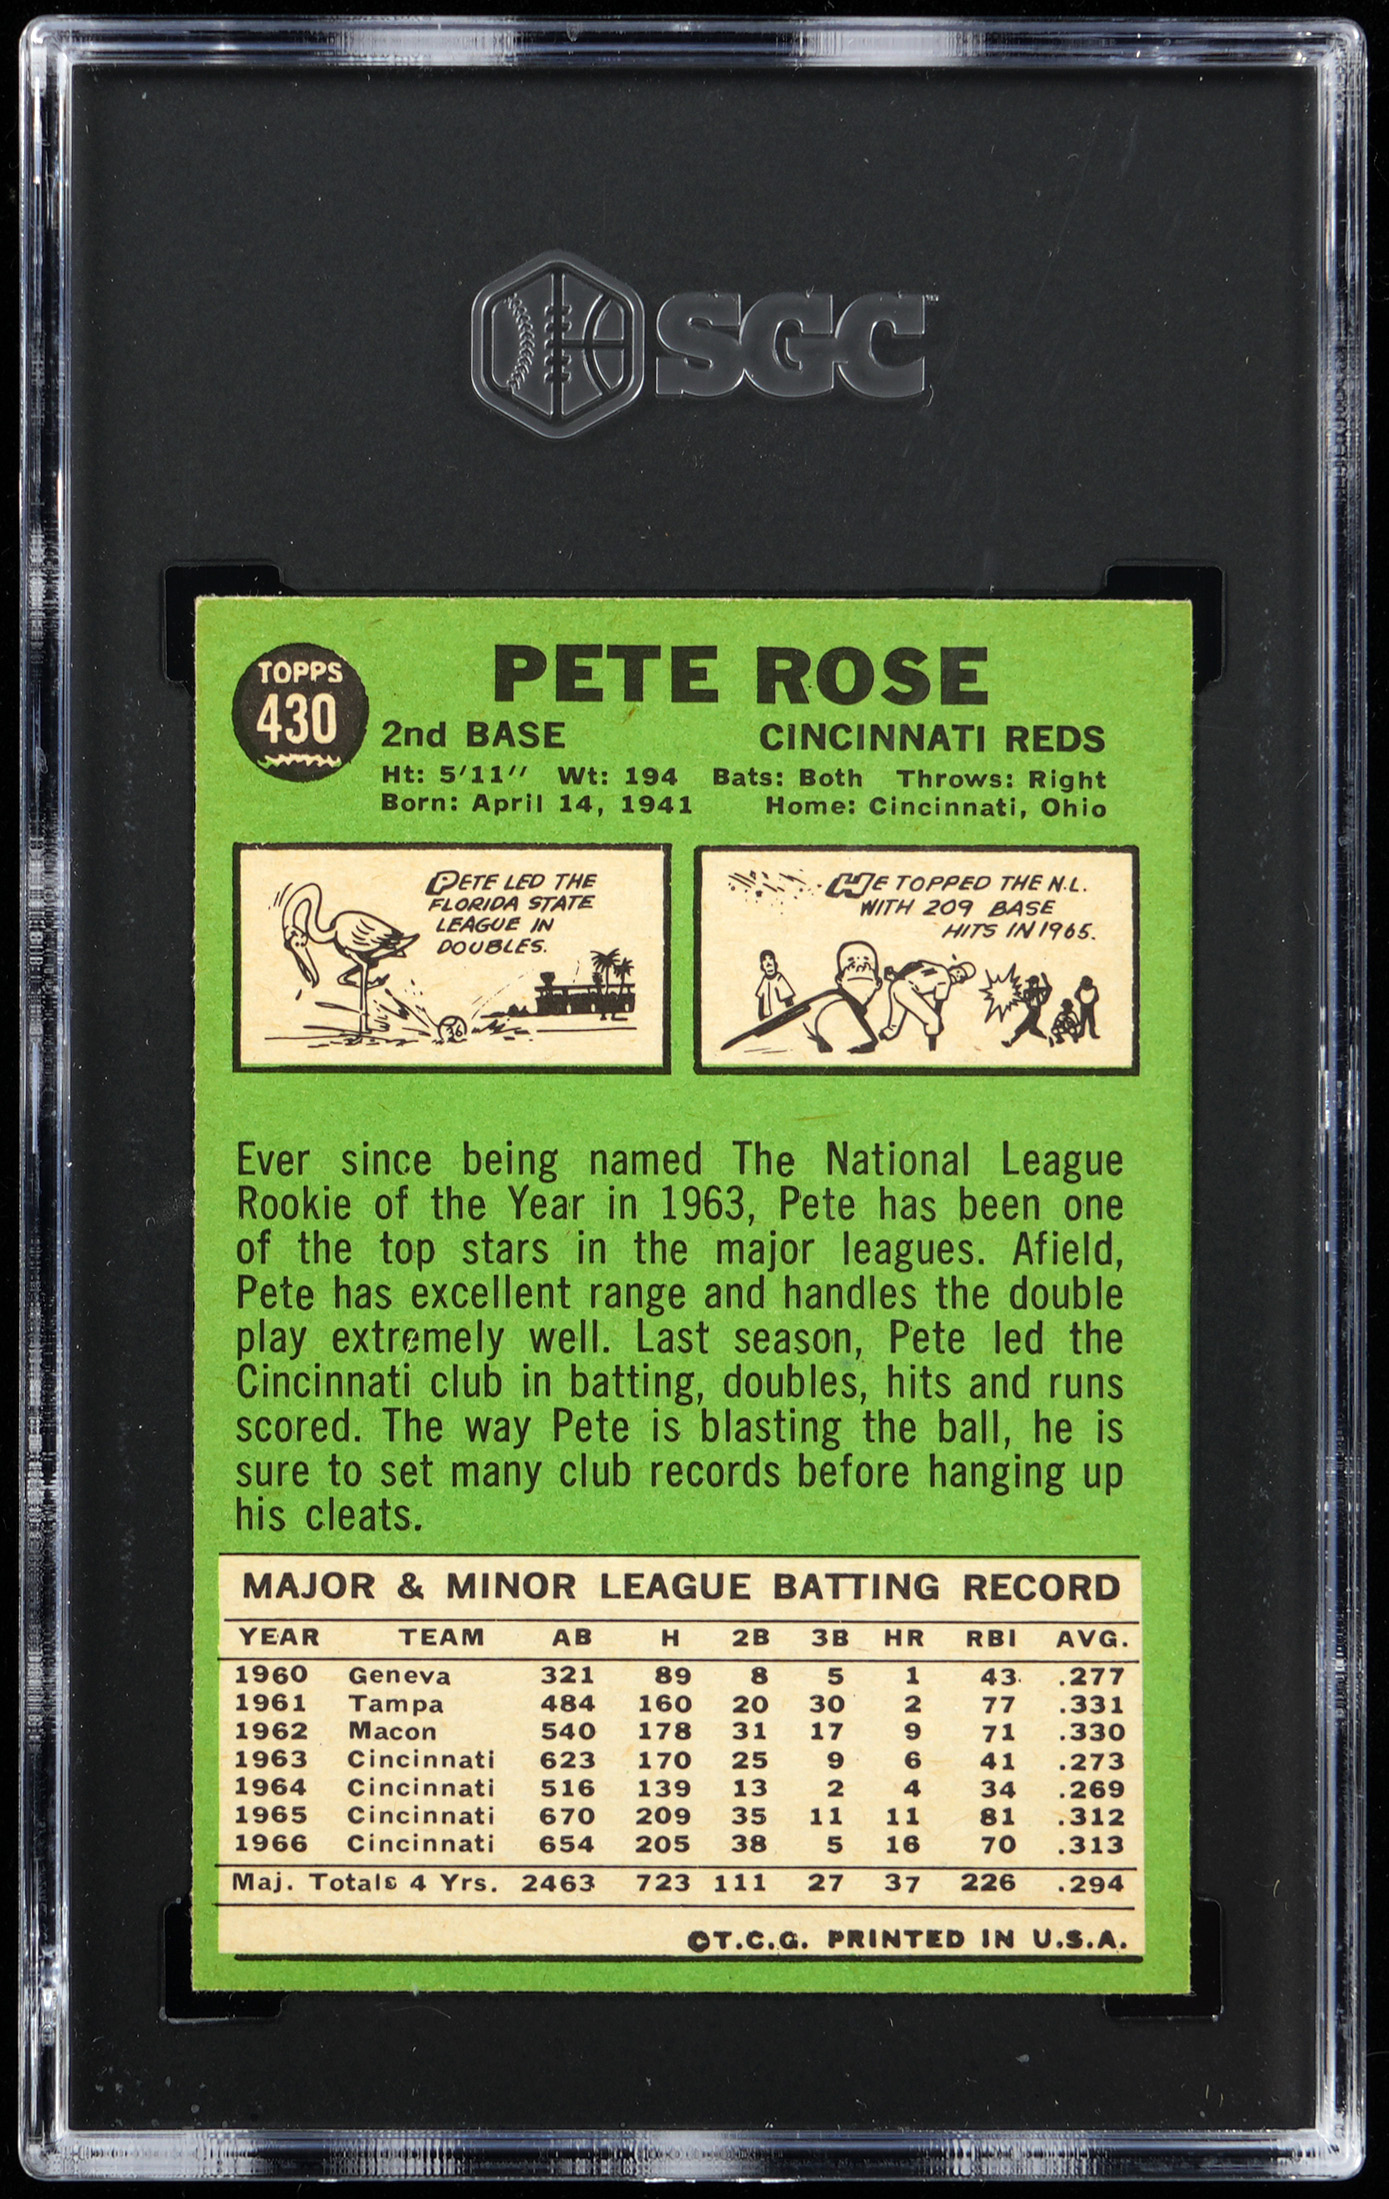 SGC
TOPPS
430
PETE ROSE
2nd BASE CINCINNATI REDS
Ht: 5'11" Wt: 194 Bats: Both Throws: Right
Born: April 14, 1941 Home: Cincinnati, Ohio
PETE LED THE
FLORIDA STATE
LEAGUE IN
DOUBLES.
HE TOPPED THE N.L.
WITH 209 BASE
HITS IN 1965.
Ever since being named The National League
Rookie of the Year in 1963, Pete has been one
of the top stars in the major leagues. Afield,
Pete has excellent range and handles the double
play extremely well. Last season, Pete led the
Cincinnati club in batting, doubles, hits and runs
scored. The way Pete is blasting the ball, he is
sure to set many club records before hanging up
his cleats.
MAJOR & MINOR LEAGUE BATTING RECORD
YEAR TEAM AB H 2B 3B HR RBI AVG.
1960 Geneva 321 89 8 5 1 43 .277
1961 Tampa 484 160 20 30 2 77 .331
1962 Macon 540 178 31 17 9 71 .330
1963 Cincinnati 623 170 25 9 6 41 .273
1964 Cincinnati 516 139 13 2 4 34 .269
1965 Cincinnati 670 209 35 11 11 81 .312
1966 Cincinnati 654 205 38 5 16 70 .313
Maj. Totals 4 Yrs. 2463 723 111 27 37 226 .294
©T.C.G. PRINTED IN U.S.A.